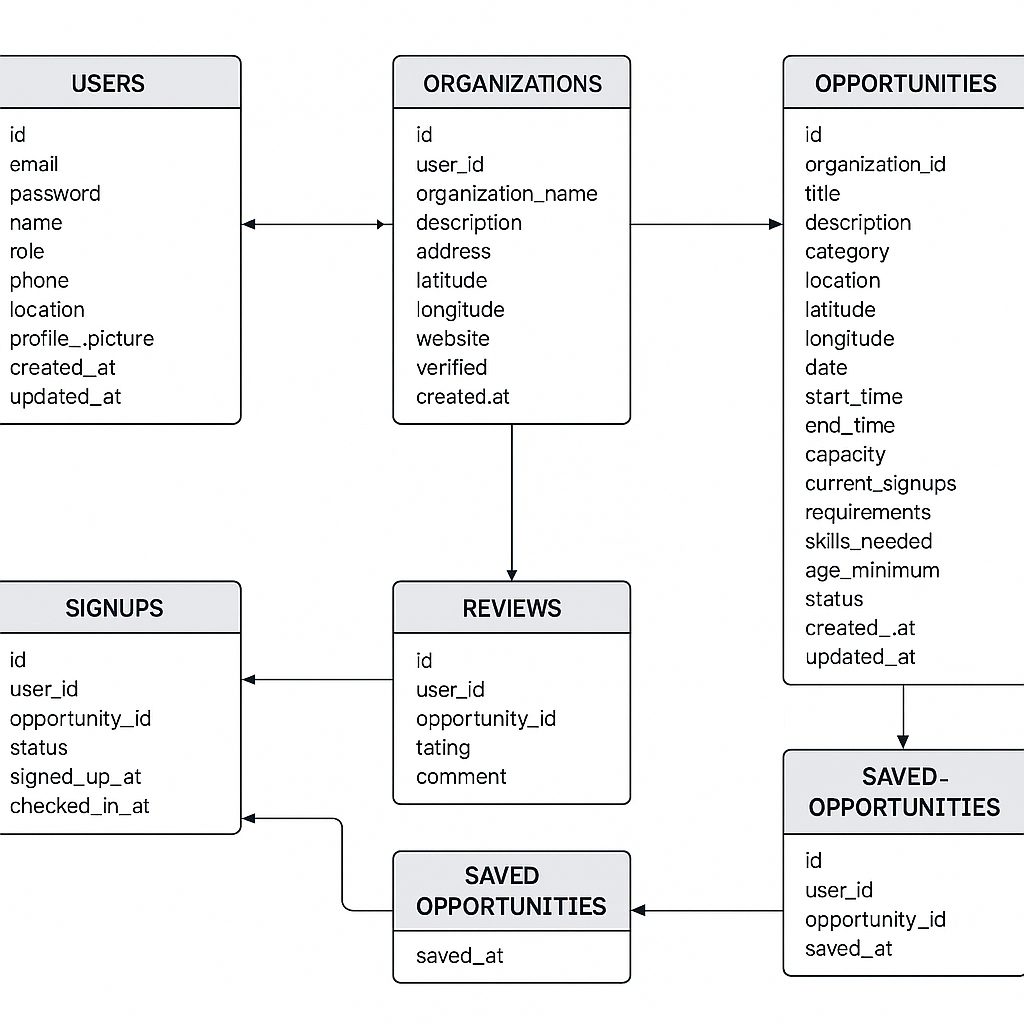 USERS
id
email
password
name
role
phone
location
profile_.picture
created_at
updated_at
ORGANIZATIONS
id
user_id
organization_name
description
address
latitude
longitude
website
verified
created.at
OPPORTUNITIES
id
organization_id
title
description
category
location
latitude
longitude
date
start_time
end_time
capacity
current_signups
requirements
skills_needed
age_minimum
status
created_.at
updated_at
SIGNUPS
id
user_id
opportunity_id
status
signed_up_at
checked_in_at
REVIEWS
id
user_id
opportunity_id
tating
comment
SAVED
OPPORTUNITIES
saved_at
SAVED-
OPPORTUNITIES
id
user_id
opportunity_id
saved_at